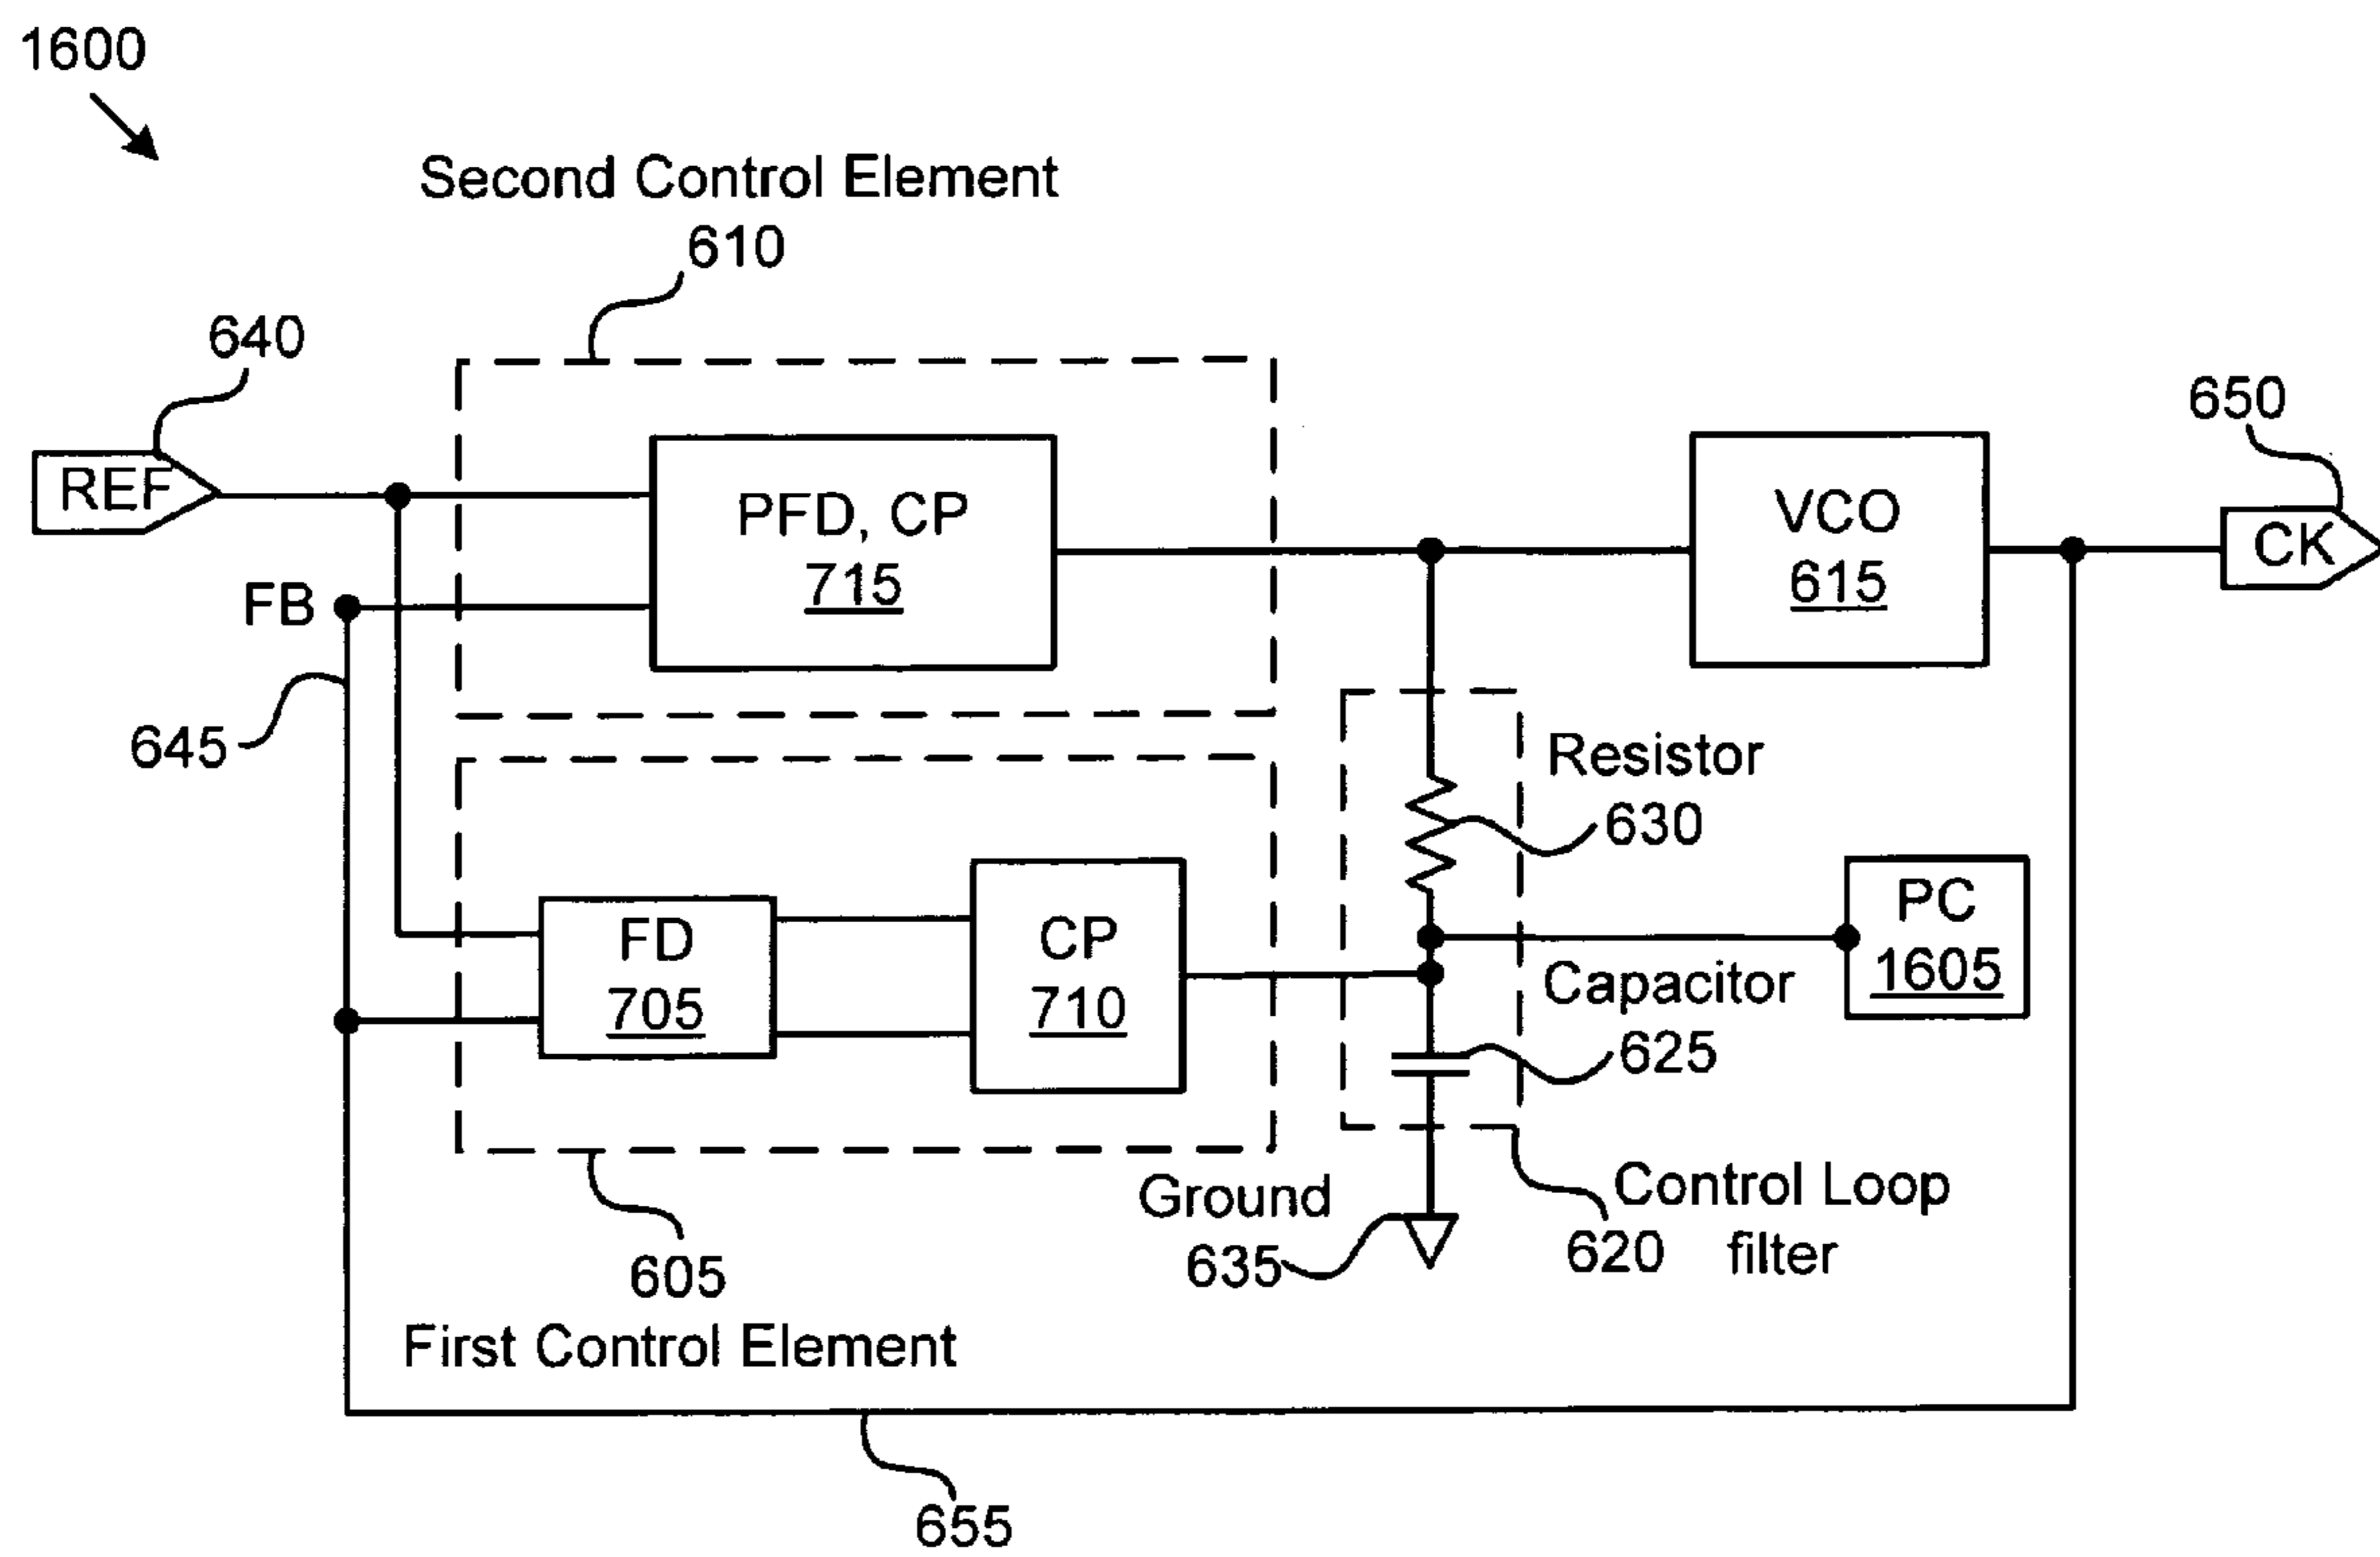 1600
Second Control Element
610
640
650
REF
PFD, CP
715
VCO
615
CK
FB
645
Resistor
630
FD
705
CP
710
PC
1605
Capacitor
625
Ground
635
Control Loop
620 filter
605
First Control Element
655